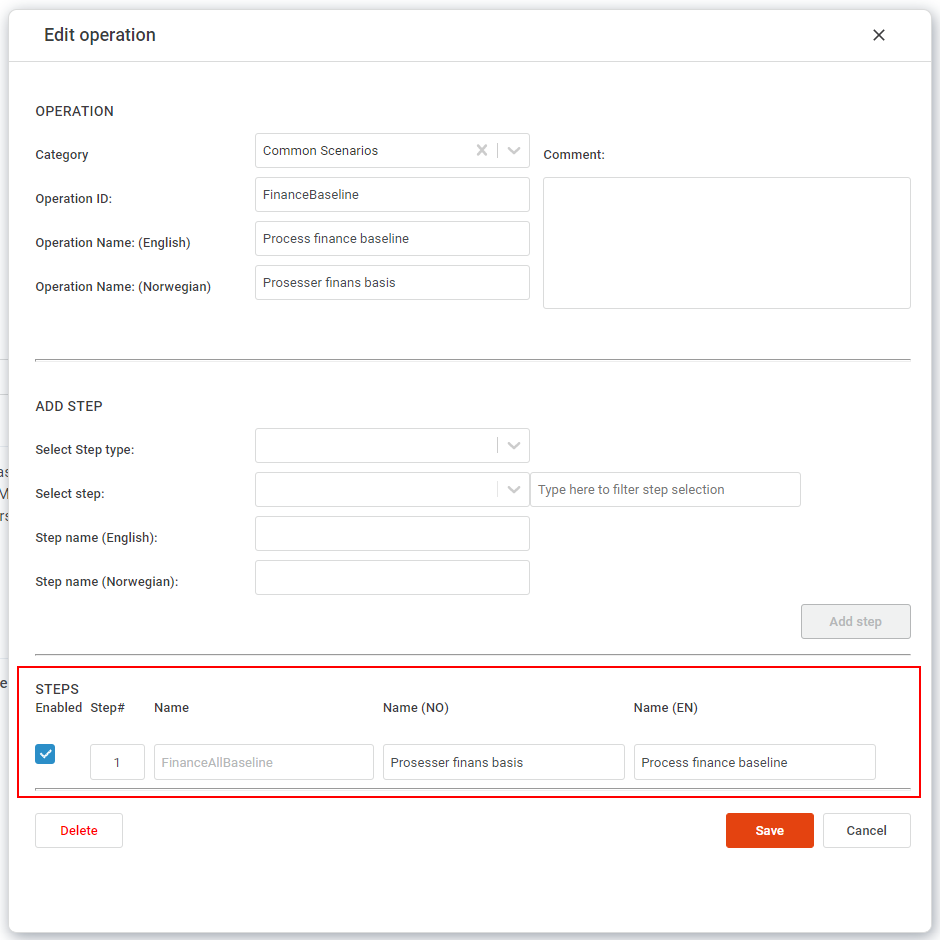 Edit operation
OPERATION
Category
Common Scenarios
Comment:
Operation ID:
FinanceBaseline
Operation Name: (English)
Process finance baseline
Operation Name: (Norwegian)
Prosesser finans basis
ADD STEP
Select Step type:
Select step:
Type here to filter step selection
Step name (English):
Step name (Norwegian):
Add step
STEPS
Enabled Step# Name Name (NO) Name (EN)
1 FinanceAllBaseline Prosesser finans basis Process finance baseline
Delete Save Cancel